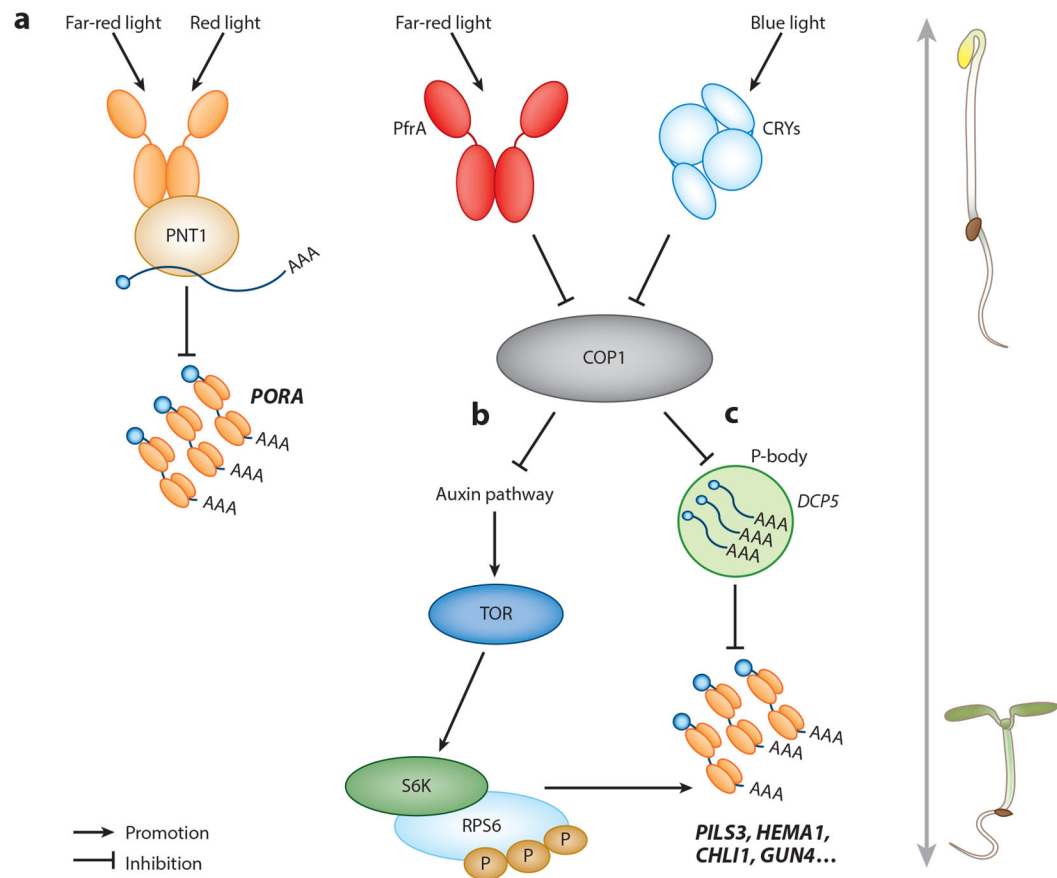 a
Far-red light
Red light
Far-red light
Blue light
PfrA
CRYs
PNT1
AAA
COP1
PORA
AAA
AAA
AAA
b
c
P-body
Auxin pathway
DCP5
AAA
AAA
AAA
TOR
AAA
AAA
AAA
S6K
RPS6
P
P
P
PILS3, HEMA1,
CHLI1, GUN4...
Promotion
Inhibition